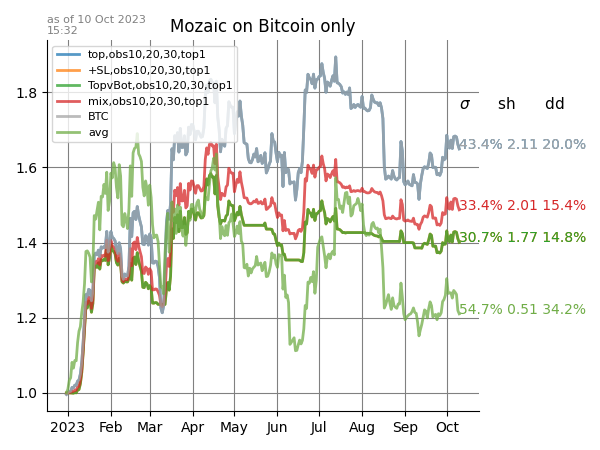 as of 10 Oct 2023
15:32
Mozaic on Bitcoin only
top,obs10,20,30,top1
+SL,obs10,20,30,top1
TopvBot,obs10,20,30,top1
mix,obs10,20,30,top1
BTC
avg
σ sh dd
43.4% 2.11 20.0%
33.4% 2.01 15.4%
30.7% 1.77 14.8%
54.7% 0.51 34.2%
1.8
1.6
1.4
1.2
1.0
2023 Feb Mar Apr May Jun Jul Aug Sep Oct